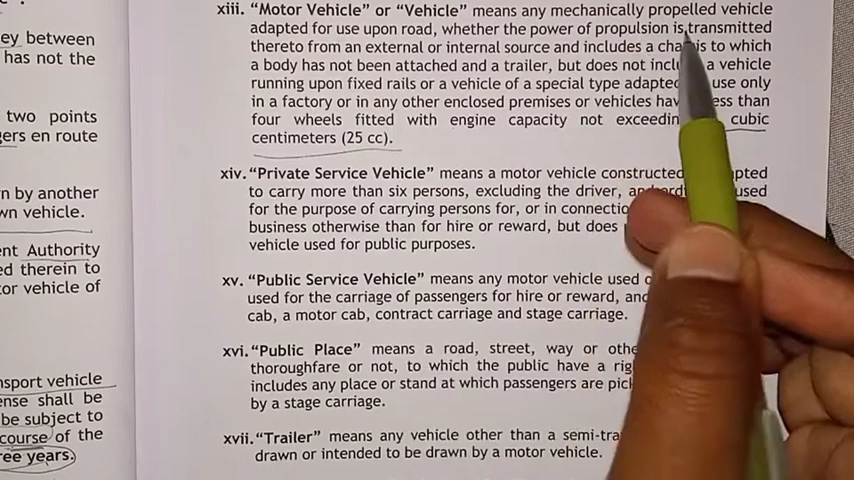 ey between
has not the
two points
gers en route
n by another
wn vehicle.
ent Authority
ed therein to
tor vehicle of
nsport vehicle
ense shall be
be subject to
course of the
ree years.
xiii. “Motor Vehicle” or “Vehicle” means any mechanically propelled vehicle
adapted for use upon road, whether the power of propulsion is transmitted
thereto from an external or internal source and includes a cha is to which
a body has not been attached and a trailer, but does not inclu a vehicle
running upon fixed rails or a vehicle of a special type adapted use only
in a factory or in any other enclosed premises or vehicles hav ess than
four wheels fitted with engine capacity not exceedin cubic
centimeters (25 cc).
xiv. “Private Service Vehicle” means a motor vehicle constructed pted
to carry more than six persons, excluding the driver, and used
for the purpose of carrying persons for, or in connectio
business otherwise than for hire or reward, but does
vehicle used for public purposes.
xv. “Public Service Vehicle” means any motor vehicle used
used for the carriage of passengers for hire or reward, and
cab, a motor cab, contract carriage and stage carriage.
xvi. “Public Place” means a road, street, way or othe
thoroughfare or not, to which the public have a rig
includes any place or stand at which passengers are pic
by a stage carriage.
xvii. “Trailer” means any vehicle other than a semi-tra
drawn or intended to be drawn by a motor vehicle.